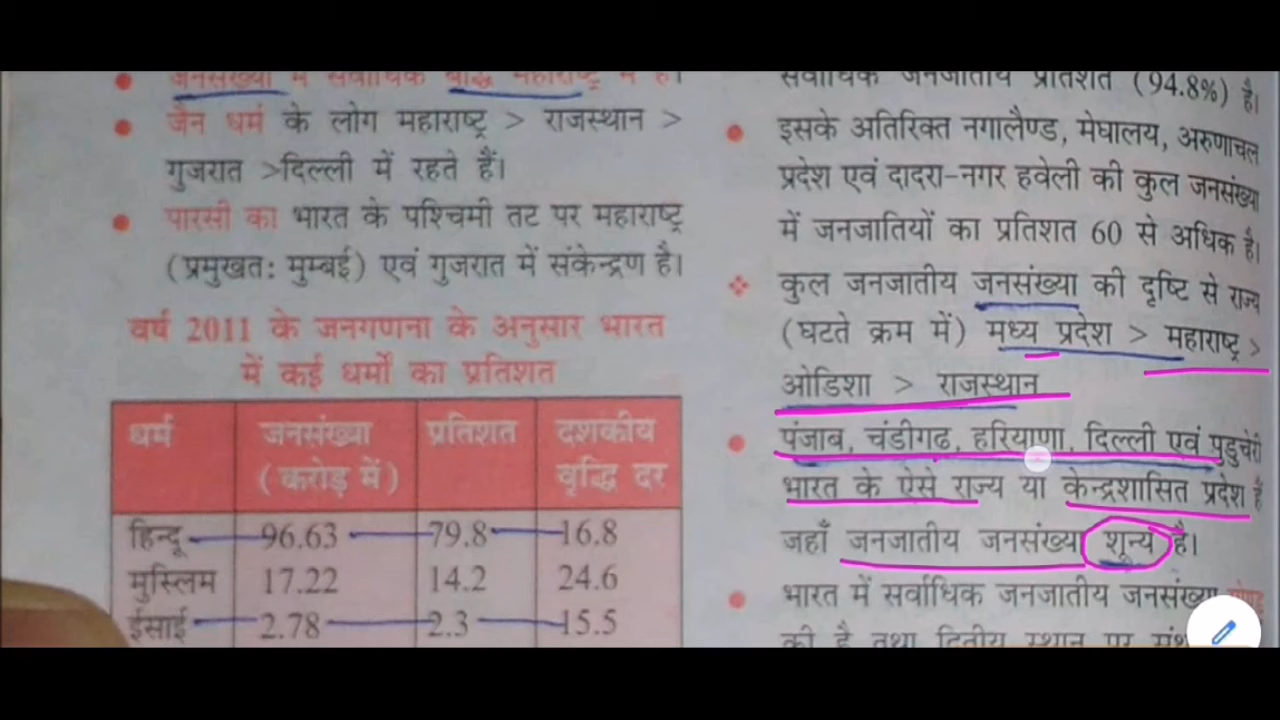 जनसंख्या में सर्वाधिक वृद्धि महाराष्ट्र में है।
जैन धर्म के लोग महाराष्ट्र > राजस्थान >
गुजरात >दिल्ली में रहते हैं।
पारसी का भारत के पश्चिमी तट पर महाराष्ट्र
(प्रमुखतः मुम्बई) एवं गुजरात में संकेन्द्रण है।
वर्ष 2011 के जनगणना के अनुसार भारत
में कई धर्मों का प्रतिशत
धर्म जनसंख्या प्रतिशत दशकीय
(करोड़ में) वृद्धि दर
हिन्दू 96.63 79.8 16.8
मुस्लिम 17.22 14.2 24.6
ईसाई 2.78 2.3 15.5
सर्वाधिक जनजातीय प्रतिशत (94.8%) है।
इसके अतिरिक्त नगालैण्ड, मेघालय, अरुणाचल
प्रदेश एवं दादरा-नगर हवेली की कुल जनसंख्या
में जनजातियों का प्रतिशत 60 से अधिक है।
कुल जनजातीय जनसंख्या की दृष्टि से राज्य
(घटते क्रम में) मध्य प्रदेश > महाराष्ट्र >
ओडिशा > राजस्थान
पंजाब, चंडीगढ, हरियाणा, दिल्ली एवं पुडुचेरी
भारत के ऐसे राज्य या केन्द्रशासित प्रदेश हैं
जहाँ जनजातीय जनसंख्या शून्य है।
भारत में सर्वाधिक जनजातीय जनसंख्या
की है तथा द्वितीय स्थान पर